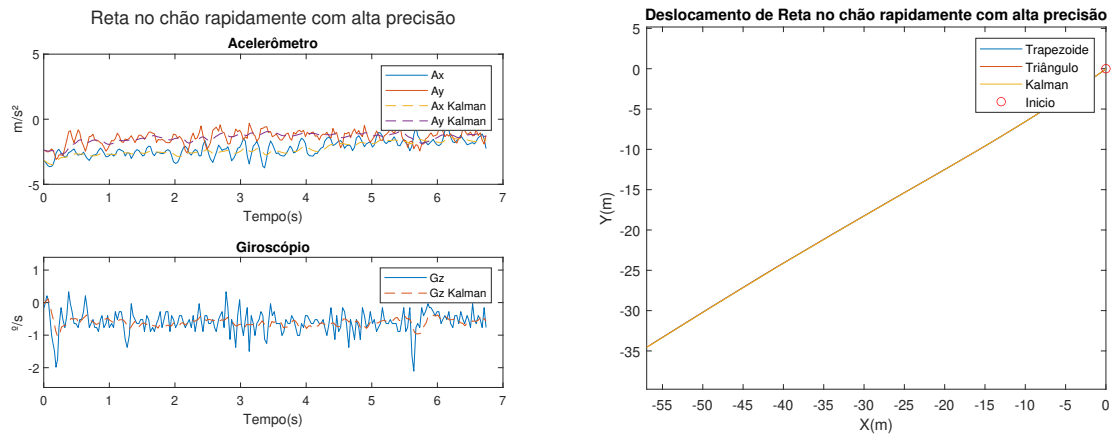 Reta no chão rapidamente com alta precisão
Acelerômetro
5
0
-5
m/s²
Ax
Ay
Ax Kalman
Ay Kalman
0 1 2 3 4 5 6 7
Tempo(s)
Giroscópio
1
0
-1
-2
º/s
Gz
Gz Kalman
0 1 2 3 4 5 6 7
Tempo(s)
Deslocamento de Reta no chão rapidamente com alta precisão
5
0
-5
-10
-15
-20
-25
-30
-35
Y(m)
Trapezoide
Triângulo
Kalman
Inicio
-55 -50 -45 -40 -35 -30 -25 -20 -15 -10 -5 0
X(m)